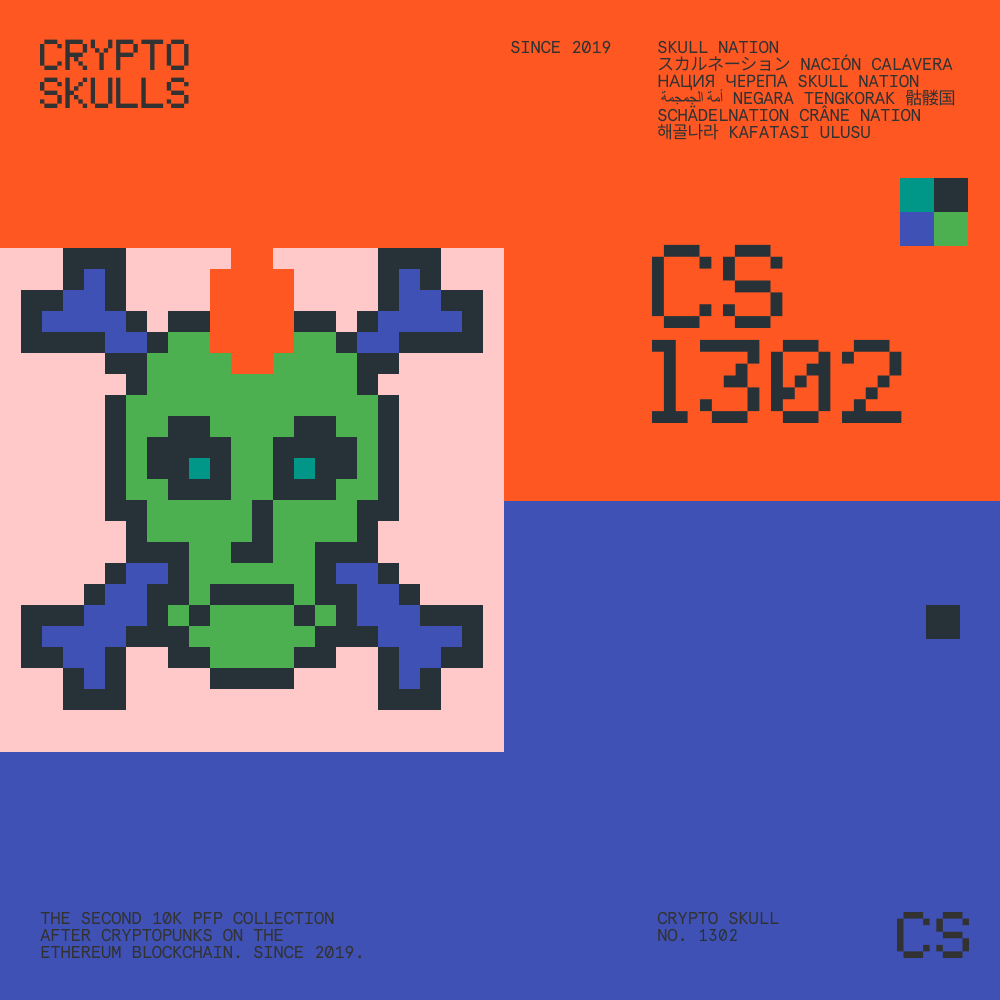 CRYPTO
SKULLS
SINCE 2019
SKULL NATION
スカルネーション NACIÓN CALAVERA
НАЦИЯ ЧЕРЕПА SKULL NATION
أمة الجمجمة NEGARA TENGKORAK 骷髅国
SCHÄDELNATION CRÂNE NATION
해골나라 KAFATASI ULUSU
CS
1302
THE SECOND 10K PFP COLLECTION
AFTER CRYPTOPUNKS ON THE
ETHEREUM BLOCKCHAIN. SINCE 2019.
CRYPTO SKULL
NO. 1302
CS